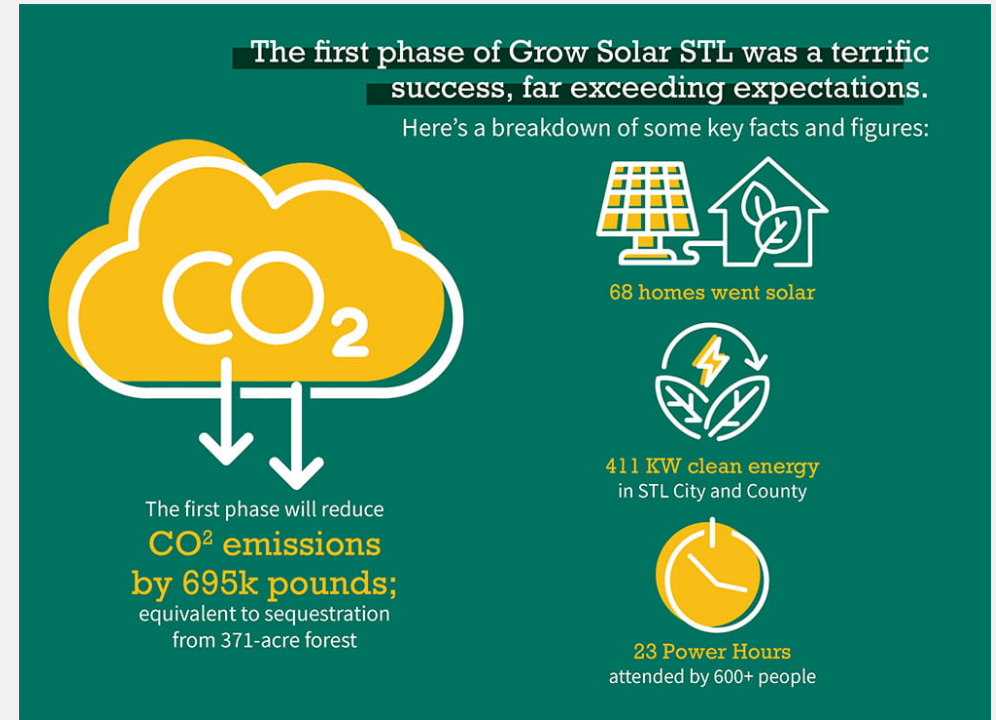 The first phase of Grow Solar STL was a terrific
success, far exceeding expectations.
Here's a breakdown of some key facts and figures:
CO2
The first phase will reduce
CO² emissions
by 695k pounds;
equivalent to sequestration
from 371-acre forest
68 homes went solar
411 KW clean energy
in STL City and County
23 Power Hours
attended by 600+ people